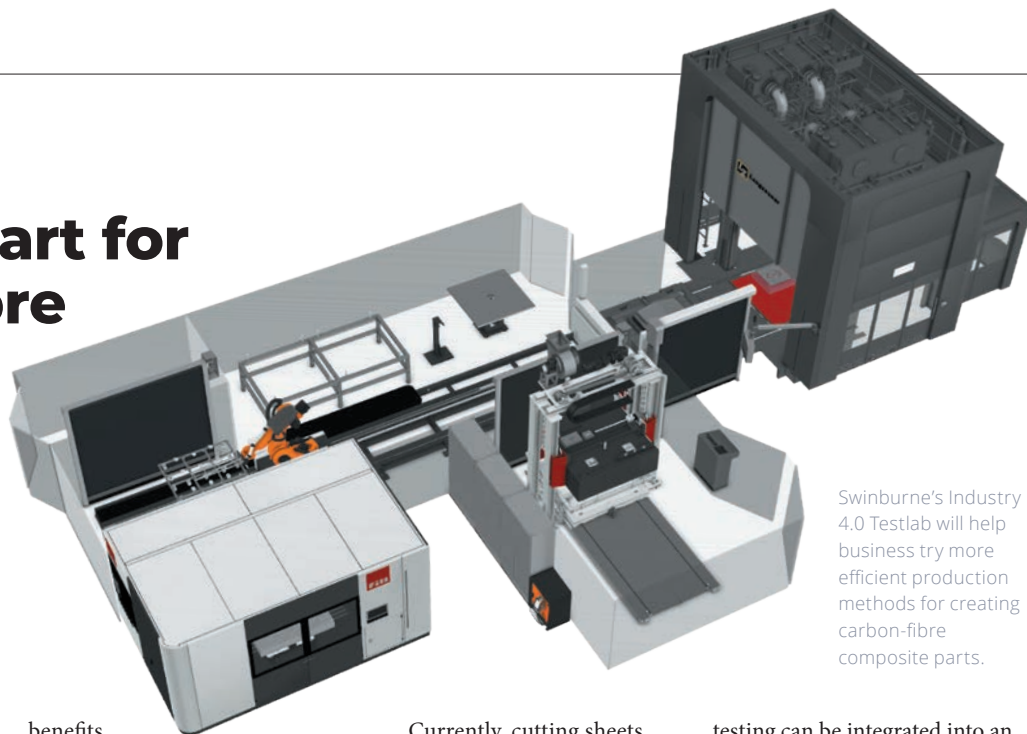 art for
re
Swinburne's Industry
4.0 Testlab will help
business try more
efficient production
methods for creating
carbon-fibre
composite parts.
benefits
Currently, cutting sheets
testing can be integrated into an